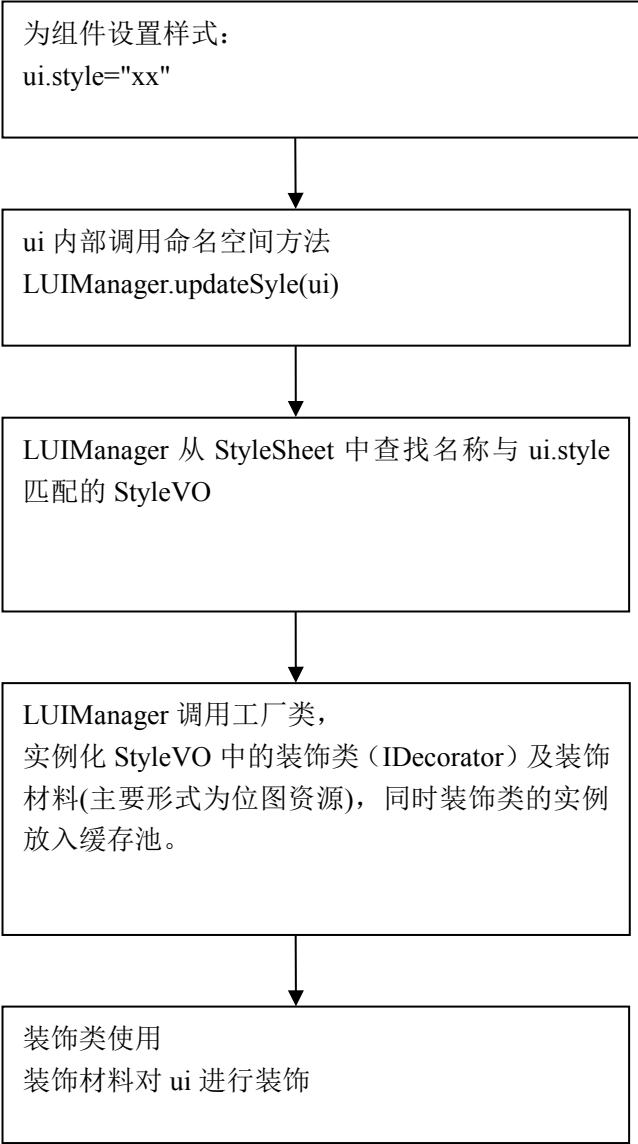 为组件设置样式：
ui.style="xx"
ui 内部调用命名空间方法
LUIManager.updateSyle(ui)
LUIManager 从 StyleSheet 中查找名称与 ui.style
匹配的 StyleVO
LUIManager 调用工厂类，
实例化 StyleVO 中的装饰类（IDecorator）及装饰
材料(主要形式为位图资源)，同时装饰类的实例
放入缓存池。
装饰类使用
装饰材料对 ui 进行装饰